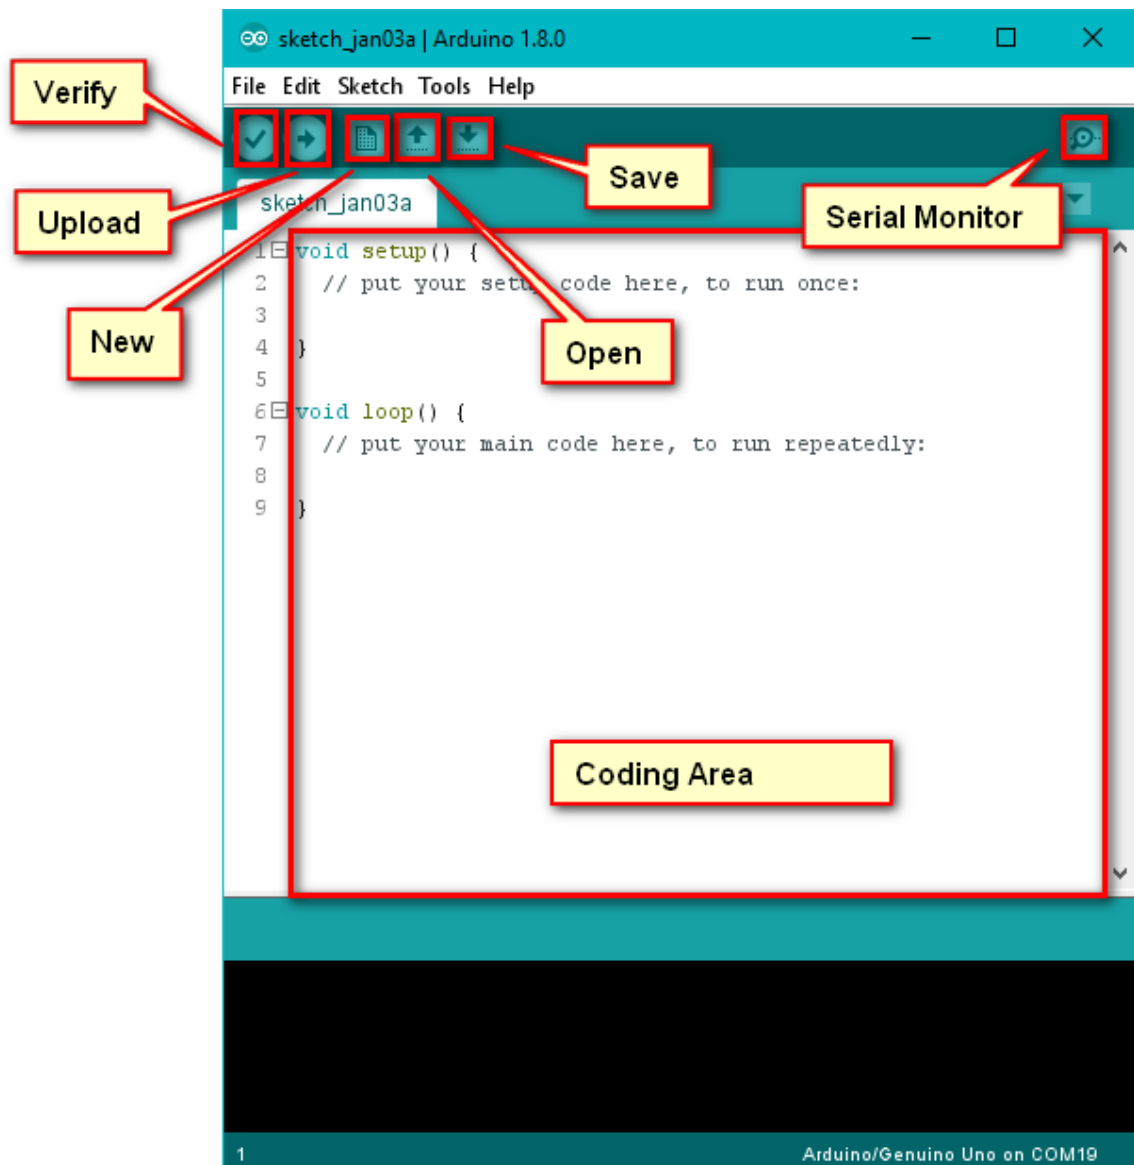 sketch_jan03a | Arduino 1.8.0
File Edit Sketch Tools Help
Verify
Upload
New
Open
Save
Serial Monitor
sketch_jan03a
1 void setup() {
2 // put your setup code here, to run once:
3
4 }
5
6 void loop() {
7 // put your main code here, to run repeatedly:
8
9 }
Coding Area
1
Arduino/Genuino Uno on COM19